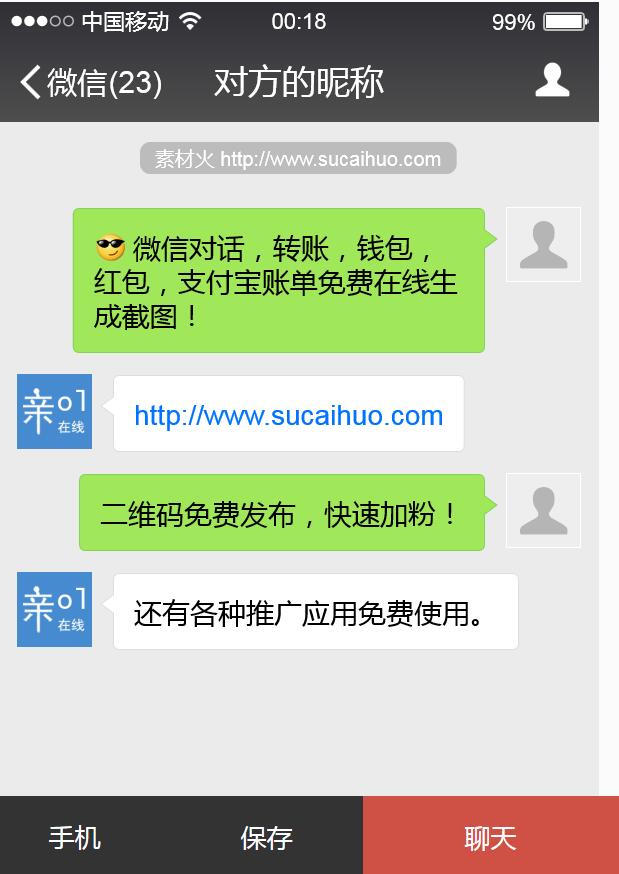 中国移动 00:18 99%
微信(23) 对方的昵称
素材火 http://www.sucaihuo.com
微信对话，转账，钱包，
红包，支付宝账单免费在线生
成截图！
亲o1
在线
http://www.sucaihuo.com
二维码免费发布，快速加粉！
亲o1
在线
还有各种推广应用免费使用。
手机 保存 聊天